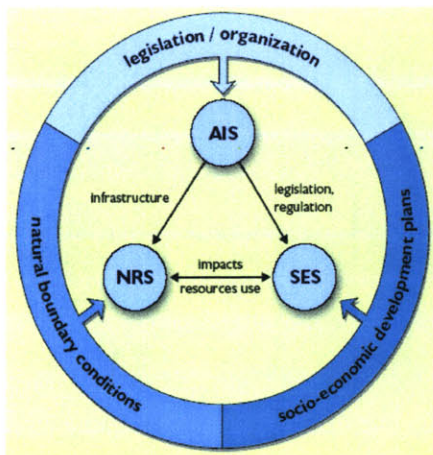 legislation / organization
AIS
infrastructure
legislation,
regulation
NRS
impacts
resources use
SES
natural boundary conditions
socio-economic development plans